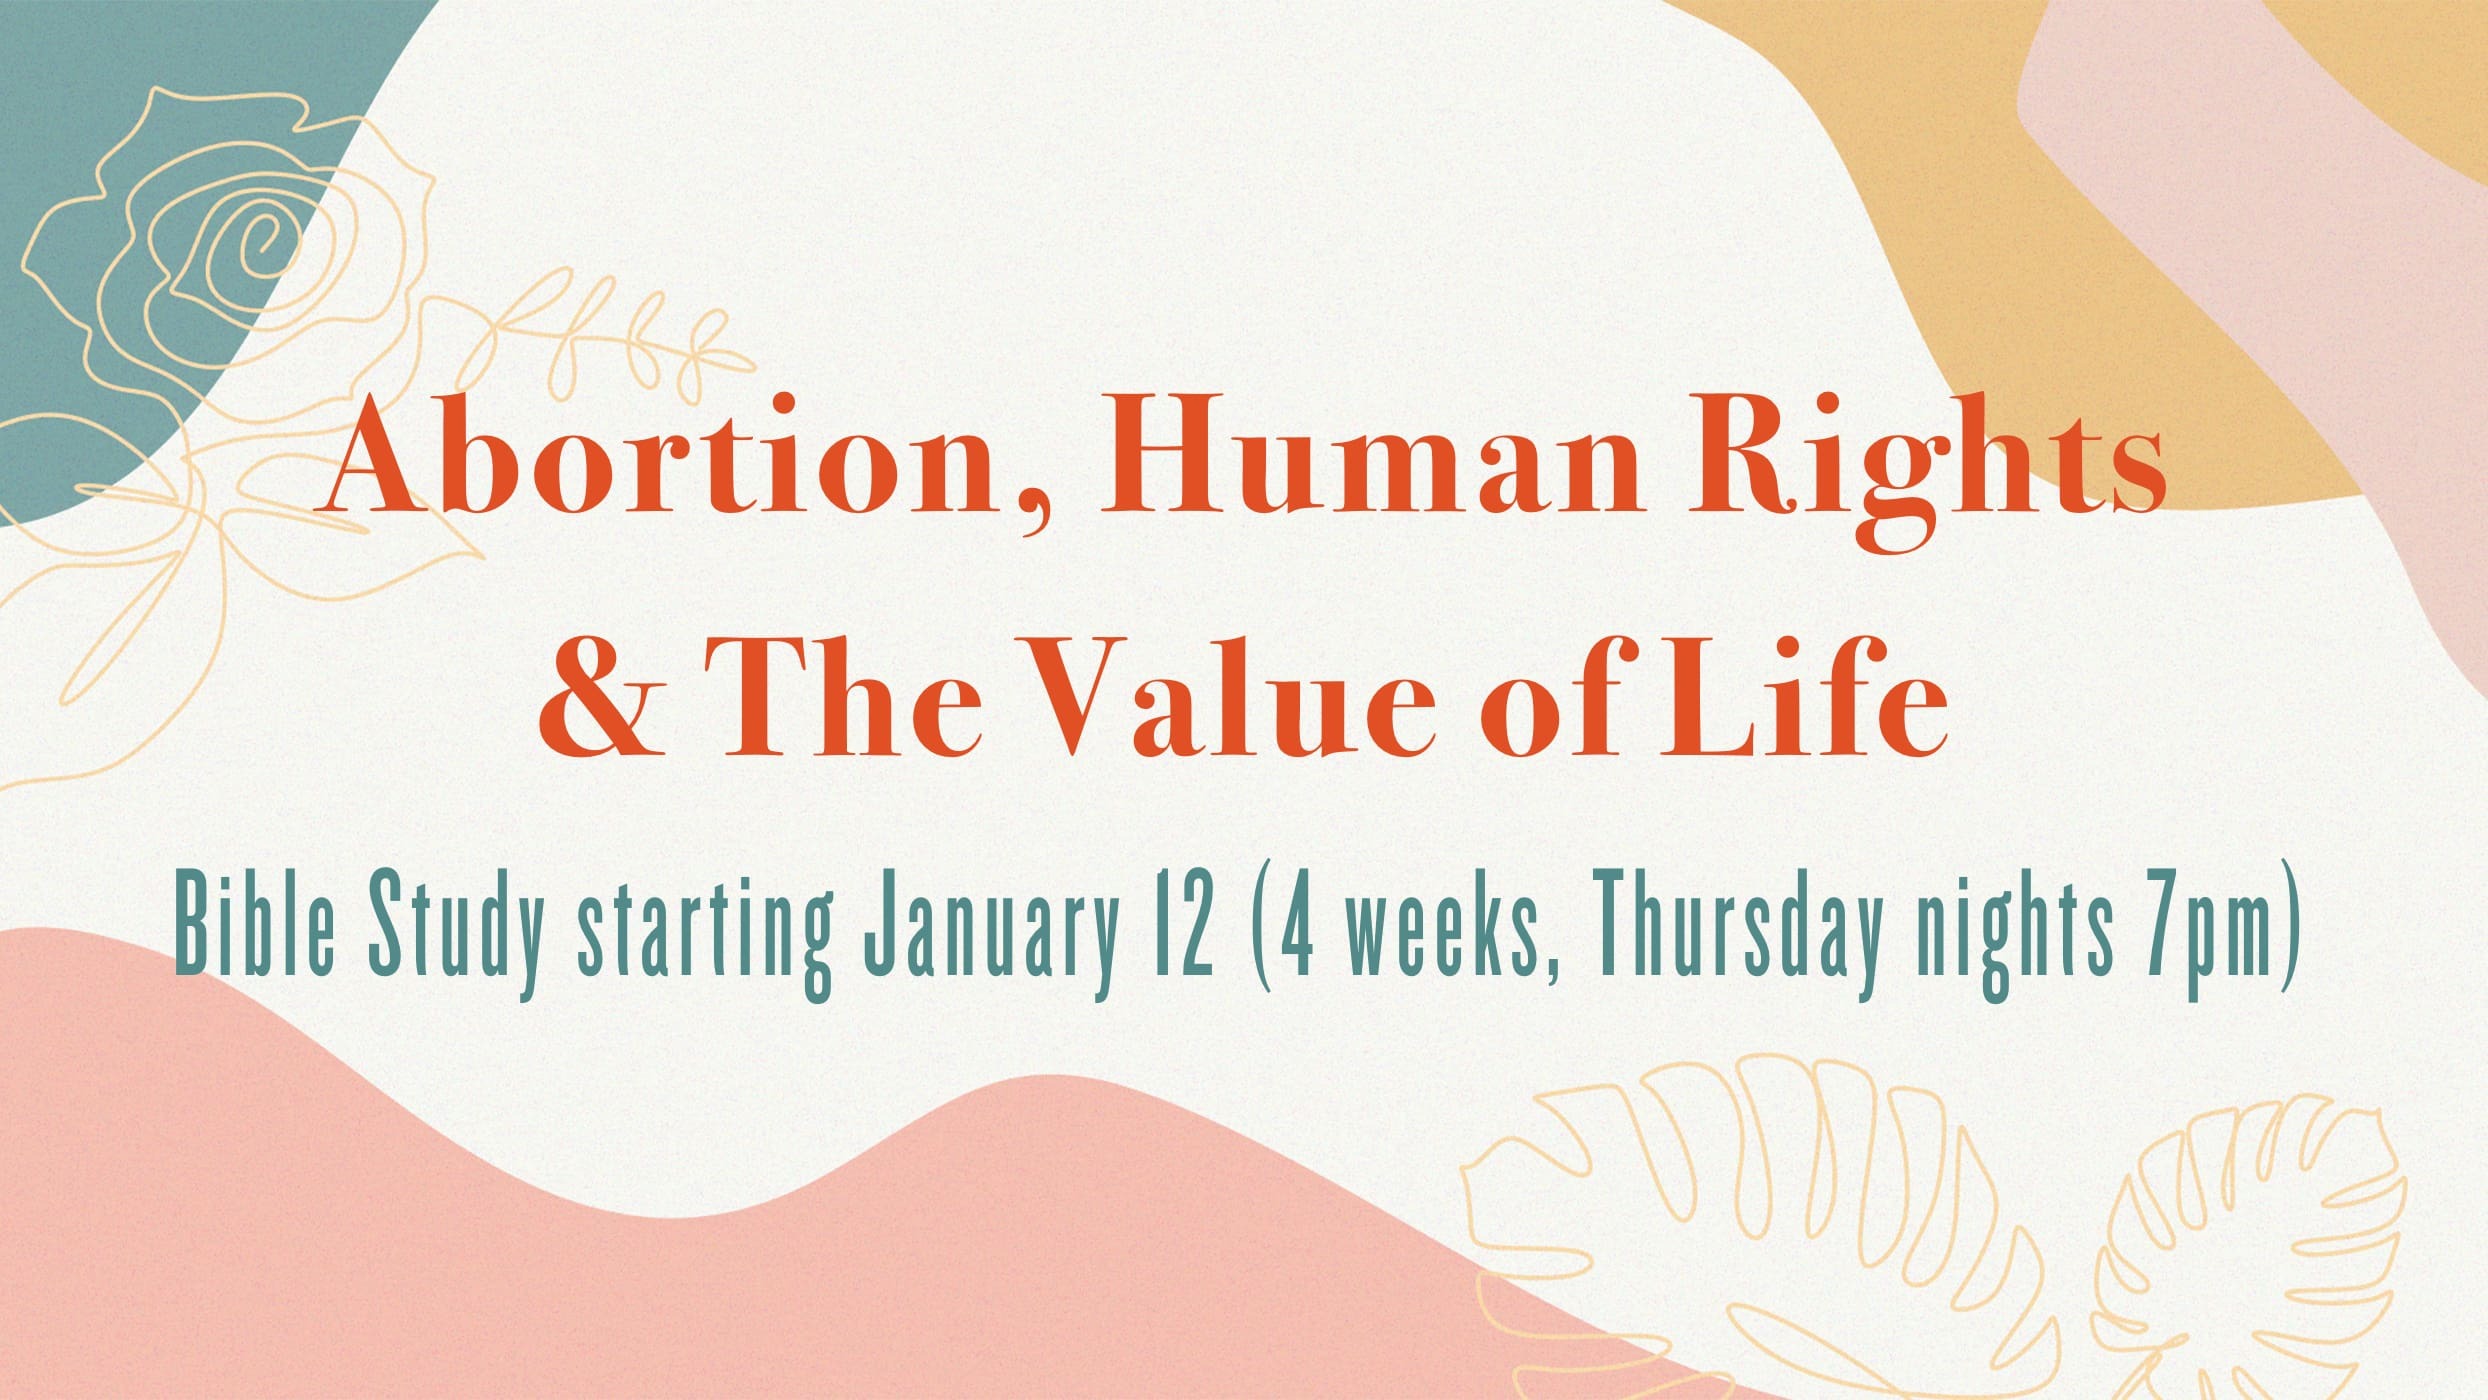 Abortion, Human Rights
& The Value of Life
Bible Study starting January 12 (4 weeks, Thursday nights 7pm)